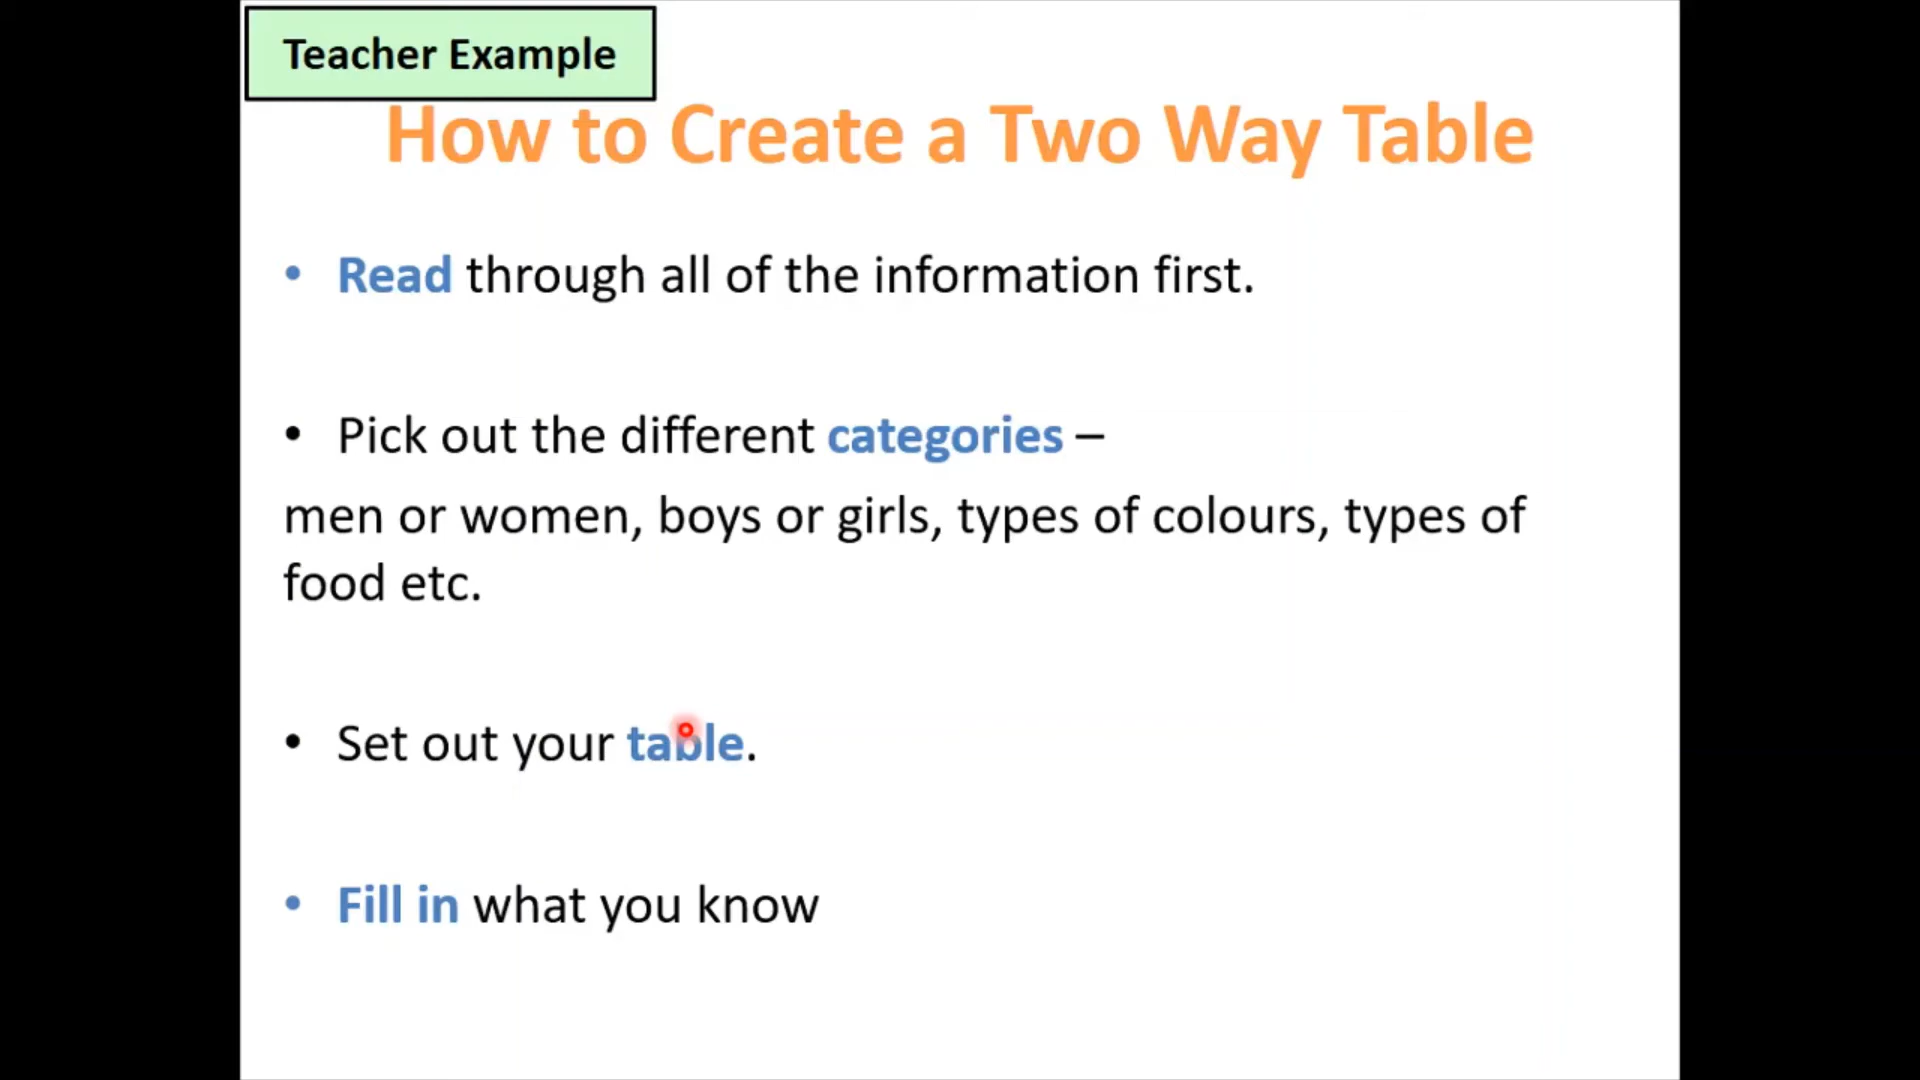 Teacher Example
How to Create a Two Way Table
• Read through all of the information first.
• Pick out the different categories –
men or women, boys or girls, types of colours, types of
food etc.
• Set out your table.
• Fill in what you know